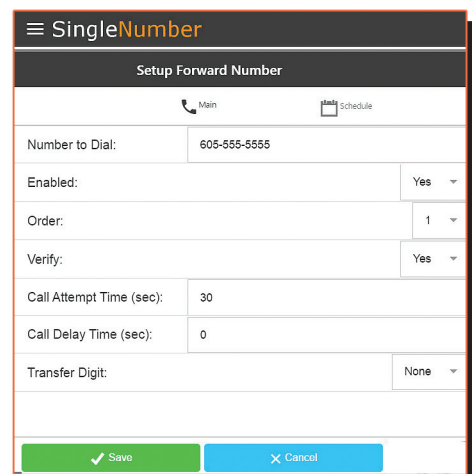 SingleNumber
Setup Forward Number
Main Schedule
Number to Dial: 605-555-5555
Enabled: Yes
Order: 1
Verify: Yes
Call Attempt Time (sec): 30
Call Delay Time (sec): 0
Transfer Digit: None
Save Cancel